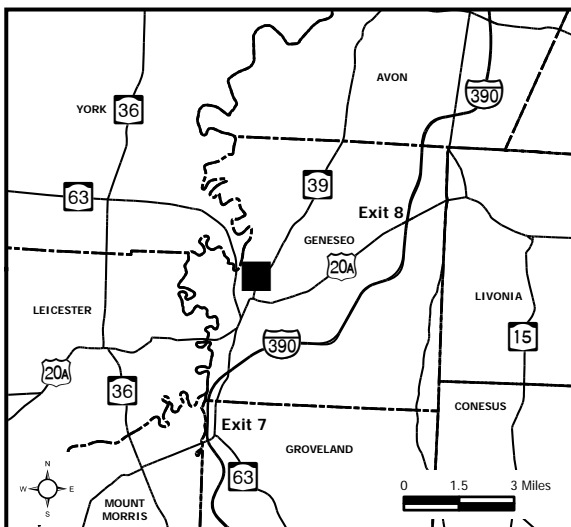 AVON
390
YORK
36
63
39
Exit 8
GENESEO
20A
LEICESTER
LIVONIA
390
15
20A
36
CONESUS
Exit 7
GROVELAND
63
N
W
E
S
MOUNT
MORRIS
0 1.5 3 Miles